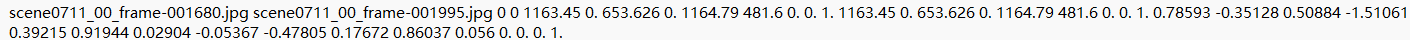 scene0711_00_frame-001680.jpg scene0711_00_frame-001995.jpg 0 0 1163.45 0. 653.626 0. 1164.79 481.6 0. 0. 1. 1163.45 0. 653.626 0. 1164.79 481.6 0. 0. 1. 0.78593 -0.35128 0.50884 -1.51061
0.39215 0.91944 0.02904 -0.05367 -0.47805 0.17672 0.86037 0.056 0. 0. 0. 1.